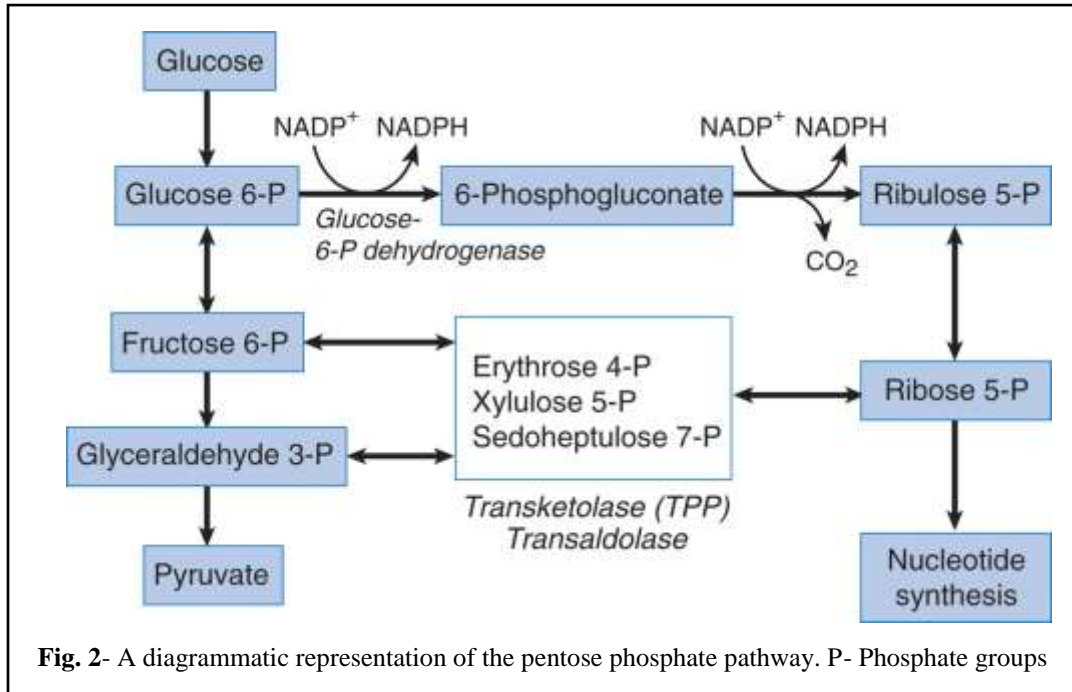 Glucose
NADP+ NADPH
NADP+ NADPH
Glucose 6-P
6-Phosphogluconate
Ribulose 5-P
Glucose-
6-P dehydrogenase
CO2
Fructose 6-P
Erythrose 4-P
Xylulose 5-P
Sedoheptulose 7-P
Ribose 5-P
Glyceraldehyde 3-P
Transketolase (TPP)
Transaldolase
Pyruvate
Nucleotide
synthesis
Fig. 2- A diagrammatic representation of the pentose phosphate pathway. P- Phosphate groups